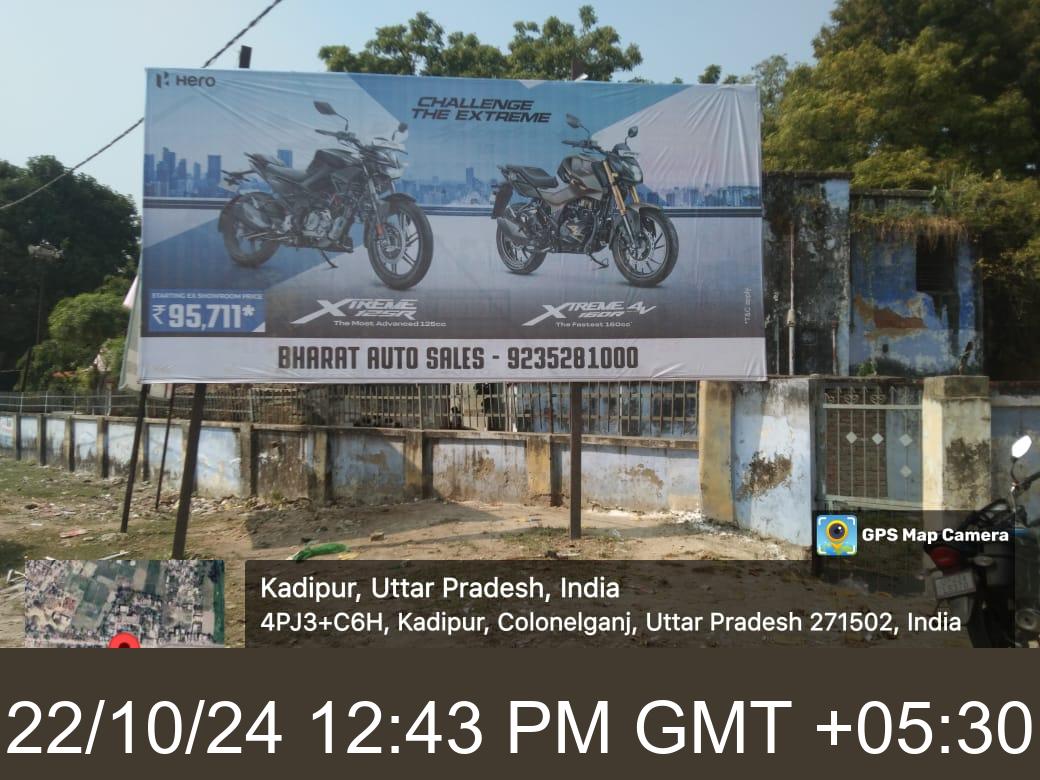 Hero
CHALLENGE
THE EXTREME
STARTING EX SHOWROOM PRICE
₹95,711*
XTREME
125R
The Most Advanced 125cc
XTREME 4V
160R
The Fastest 160cc
*T&C apply
BHARAT AUTO SALES - 9235281000
GPS Map Camera
Kadipur, Uttar Pradesh, India
4PJ3+C6H, Kadipur, Colonelganj, Uttar Pradesh 271502, India
22/10/24 12:43 PM GMT +05:30